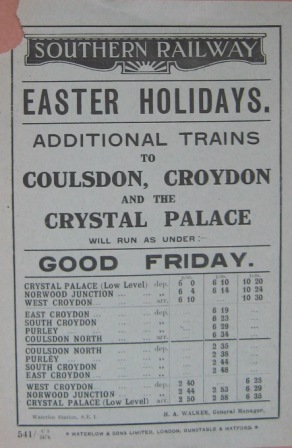 SOUTHERN RAILWAY
EASTER HOLIDAYS.
ADDITIONAL TRAINS
TO
COULSDON, CROYDON
AND THE
CRYSTAL PALACE
WILL RUN AS UNDER:-
GOOD FRIDAY.
p.m. p.m. p.m.
CRYSTAL PALACE (Low Level) dep. 6 0 6 10 10 20
NORWOOD JUNCTION ... „ 6 4 6 14 10 24
WEST CROYDON ... arr. 6 10 ... 10 30
EAST CROYDON ... dep. ... 6 19 ...
SOUTH CROYDON ... „ ... 6 23 ...
PURLEY ... „ ... 6 29 ...
COULSDON NORTH ... arr. ... 6 34 ...
COULSDON NORTH ... dep. ... 2 35 ...
PURLEY ... „ ... 2 38 ...
SOUTH CROYDON ... „ ... 2 44 ...
EAST CROYDON ... „ ... 2 48 ...
WEST CROYDON ... dep. 2 40 ... 6 25
NORWOOD JUNCTION ... „ 2 44 2 53 6 29
CRYSTAL PALACE (Low Level) arr. 2 50 2 58 6 35
Waterloo Station, S.E. 1. H. A. WALKER, General Manager.
541/
WATERLOW & SONS LIMITED, LONDON, DUNSTABLE & WATFORD.